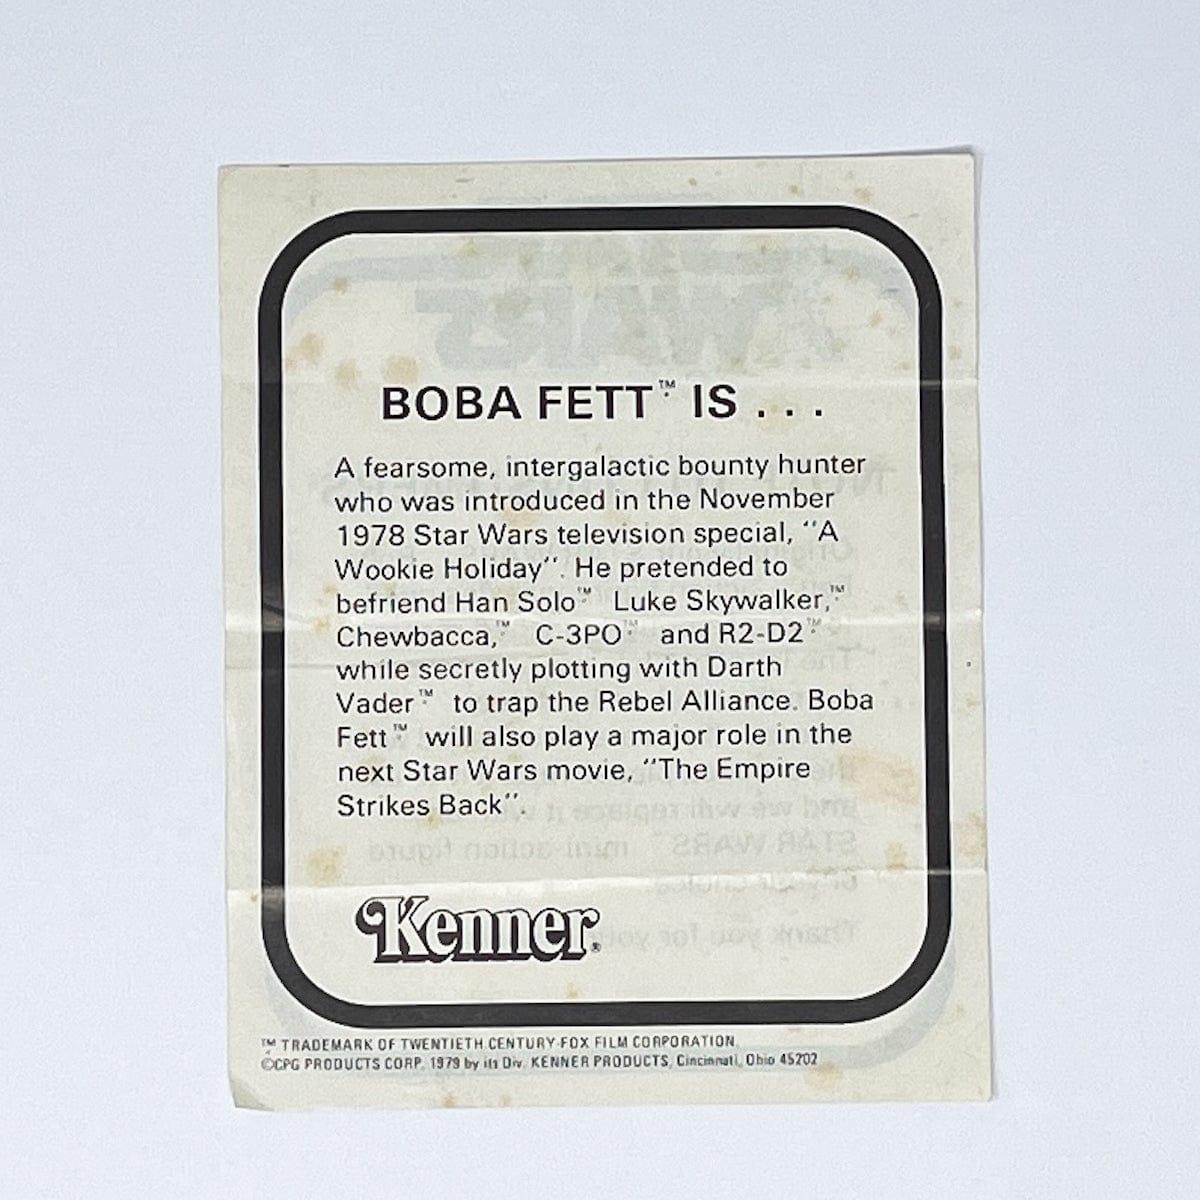 BOBA FETT™ IS . . .
A fearsome, intergalactic bounty hunter
who was introduced in the November
1978 Star Wars television special, "A
Wookie Holiday". He pretended to
befriend Han Solo™ Luke Skywalker,™
Chewbacca,™ C-3PO™ and R2-D2™
while secretly plotting with Darth
Vader™ to trap the Rebel Alliance. Boba
Fett™ will also play a major role in the
next Star Wars movie, "The Empire
Strikes Back".
Kenner®
™ TRADEMARK OF TWENTIETH CENTURY-FOX FILM CORPORATION.
©CPG PRODUCTS CORP. 1979 by its Div. KENNER PRODUCTS, Cincinnati, Ohio 45202